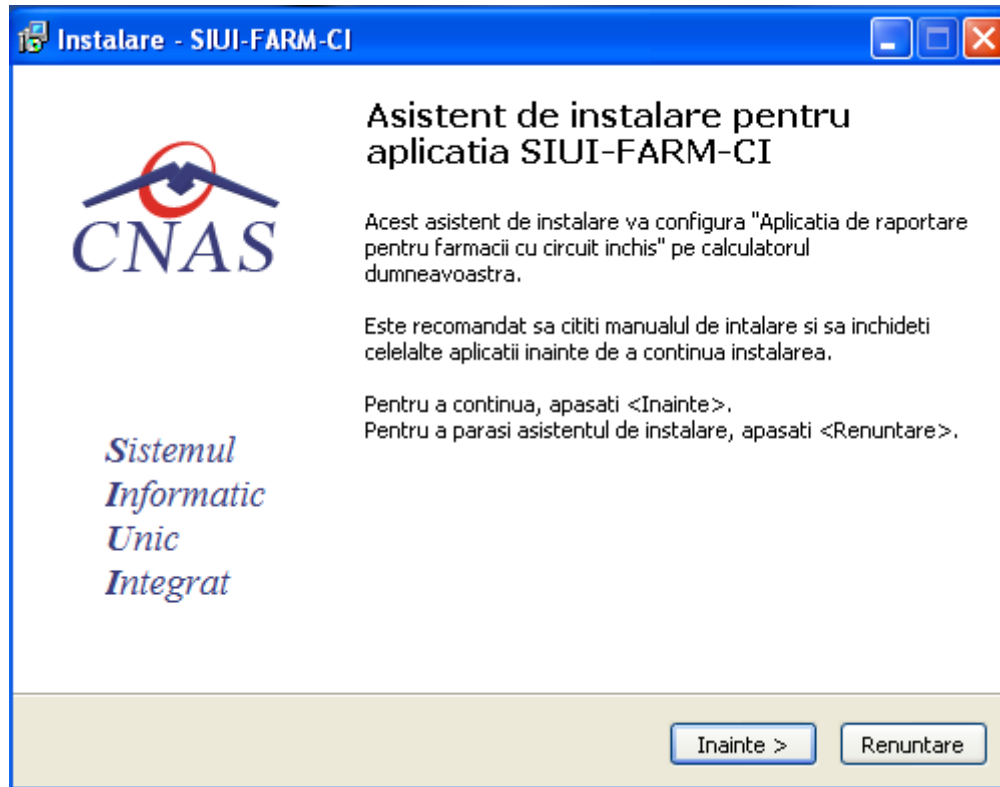 Instalare - SIUI-FARM-CI
Asistent de instalare pentru
aplicatia SIUI-FARM-CI
CNAS
Acest asistent de instalare va configura "Aplicatia de raportare
pentru farmacii cu circuit inchis" pe calculatorul
dumneavoastra.
Este recomandat sa cititi manualul de intalare si sa inchideti
celelalte aplicatii inainte de a continua instalarea.
Pentru a continua, apasati <Inainte>.
Pentru a parasi asistentul de instalare, apasati <Renuntare>.
Sistemul
Informatic
Unic
Integrat
Inainte >
Renuntare